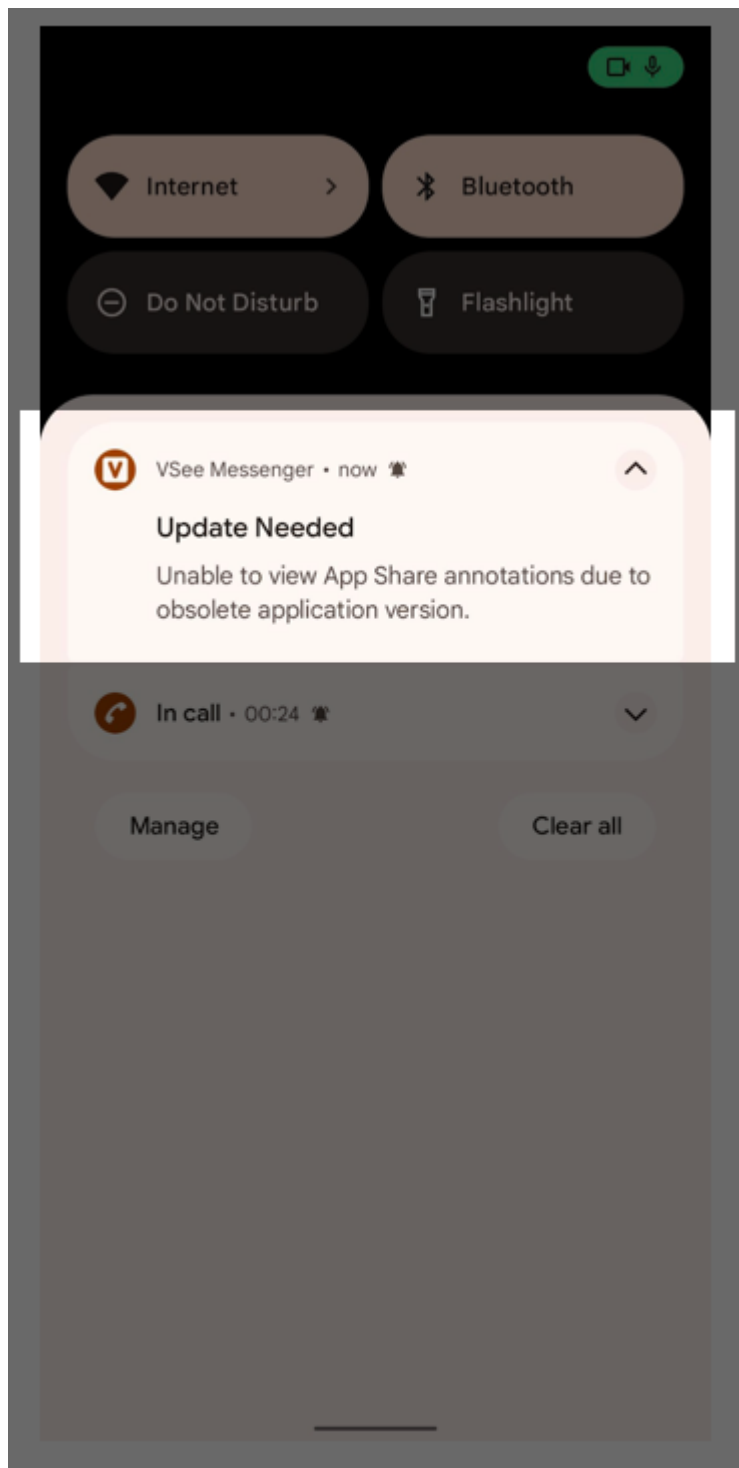 Internet
Bluetooth
Do Not Disturb
Flashlight
VSee Messenger • now
Update Needed
Unable to view App Share annotations due to
obsolete application version.
In call • 00:24
Manage
Clear all